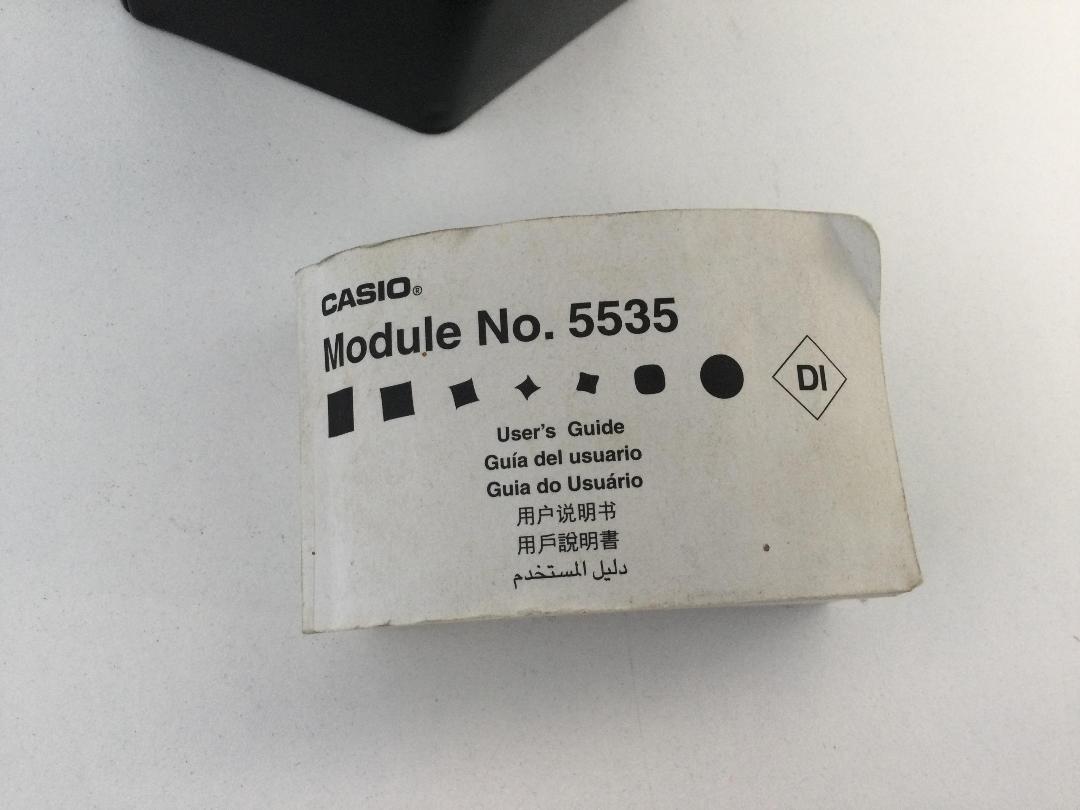 CASIO®
Module No. 5535
DI
User's Guide
Guía del usuario
Guia do Usuário
用户说明书
用戶說明書
دليل المستخدم